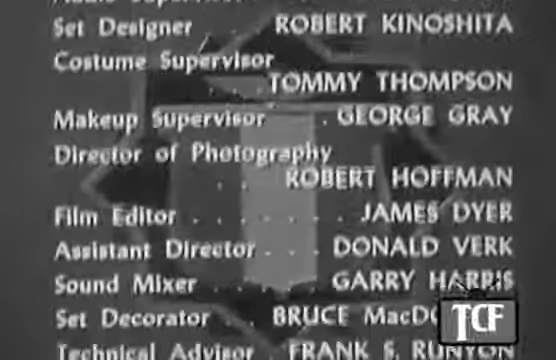 Set Designer ROBERT KINOSHITA
Costume Supervisor
. . . TOMMY THOMPSON
Makeup Supervisor . . GEORGE GRAY
Director of Photography
. . ROBERT HOFFMAN
Film Editor . . . . . . . JAMES DYER
Assistant Director . . . DONALD VERK
Sound Mixer . . . GARRY HARRIS
Set Decorator . . BRUCE
Technical Advisor . FRANK S. RUNYON
TCF